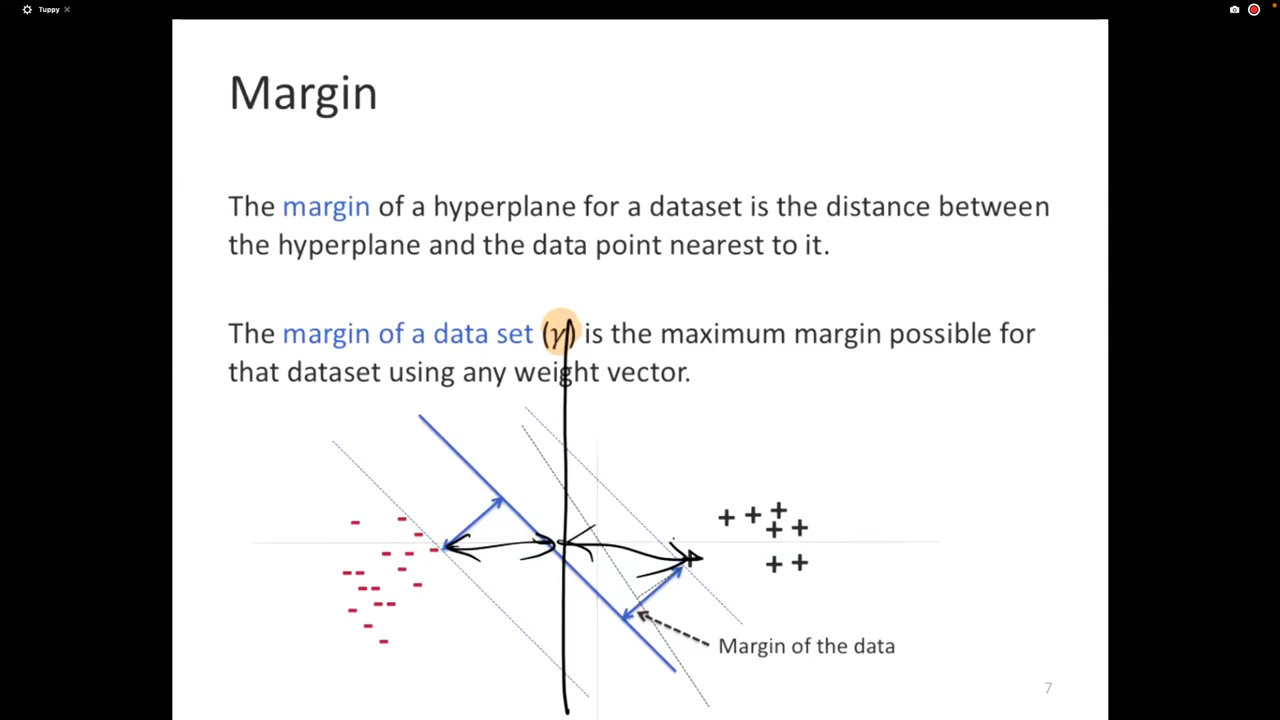 Tuppy ×
Margin
The margin of a hyperplane for a dataset is the distance between
the hyperplane and the data point nearest to it.
The margin of a data set (γ) is the maximum margin possible for
that dataset using any weight vector.
Margin of the data
7